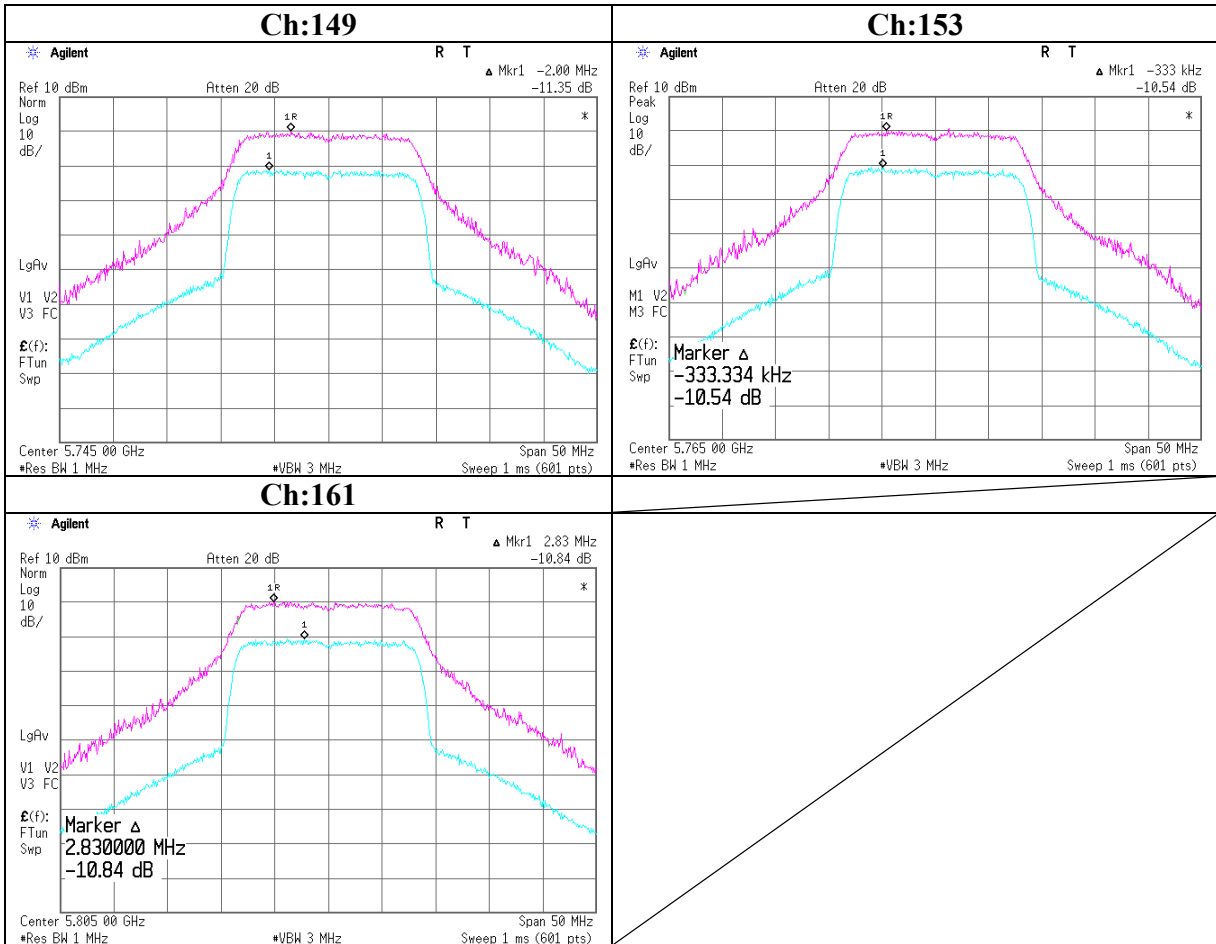 Ch:149
Agilent R T
Δ Mkr1 -2.00 MHz
Ref 10 dBm Atten 20 dB -11.35 dB
Norm
Log
10
dB/
1R
*
1
LgAv
V1 V2
V3 FC
£(f):
FTun
Swp
Center 5.745 00 GHz Span 50 MHz
#Res BW 1 MHz #VBW 3 MHz Sweep 1 ms (601 pts)
Ch:153
Agilent R T
Δ Mkr1 -333 kHz
Ref 10 dBm Atten 20 dB -10.54 dB
Peak
Log
10
dB/
1R
*
1
LgAv
M1 V2
M3 FC
£(f):
FTun
Swp
Marker Δ
-333.334 kHz
-10.54 dB
Center 5.765 00 GHz Span 50 MHz
#Res BW 1 MHz #VBW 3 MHz Sweep 1 ms (601 pts)
Ch:161
Agilent R T
Δ Mkr1 2.83 MHz
Ref 10 dBm Atten 20 dB -10.84 dB
Norm
Log
10
dB/
1R
*
1
LgAv
V1 V2
V3 FC
£(f):
FTun
Swp
Marker Δ
2.830000 MHz
-10.84 dB
Center 5.805 00 GHz Span 50 MHz
#Res BW 1 MHz #VBW 3 MHz Sweep 1 ms (601 pts)